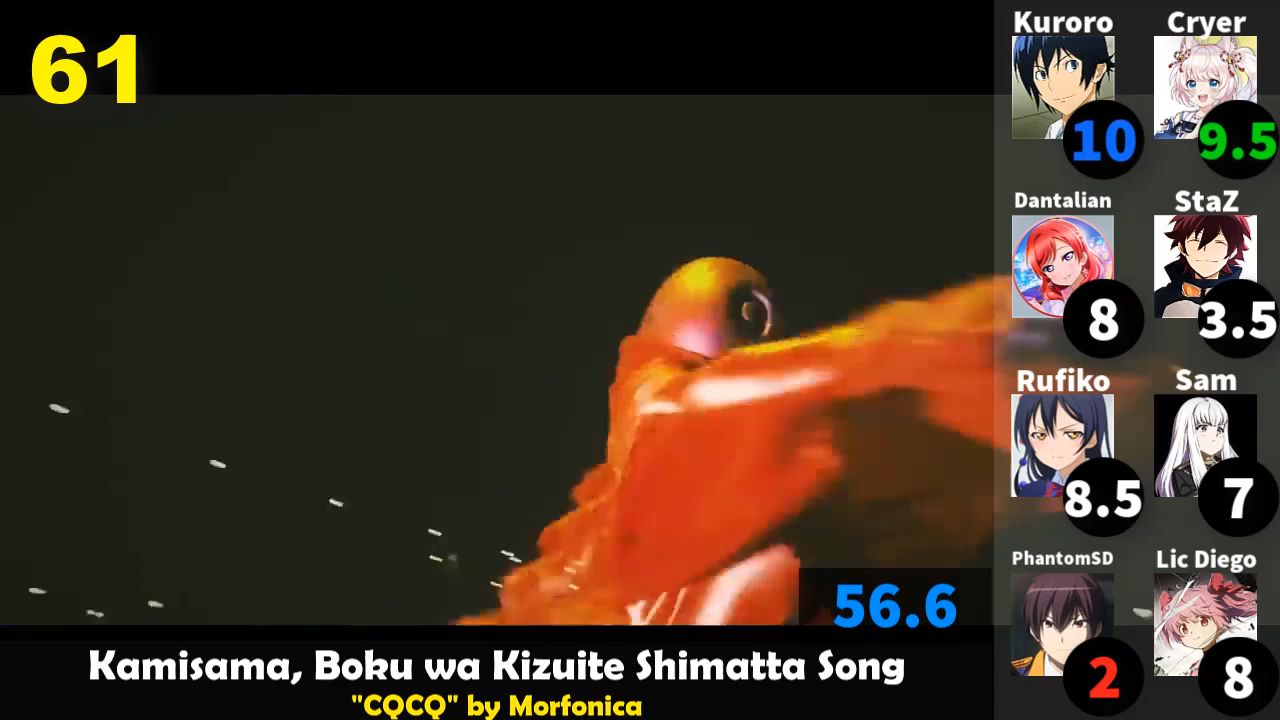 61
Kuroro
Cryer
10
9.5
Dantalian
StaZ
8
3.5
Rufiko
Sam
8.5
7
PhantomSD
Lic Diego
2
8
56.6
Kamisama, Boku wa Kizuite Shimatta Song
"CQCQ" by Morfonica